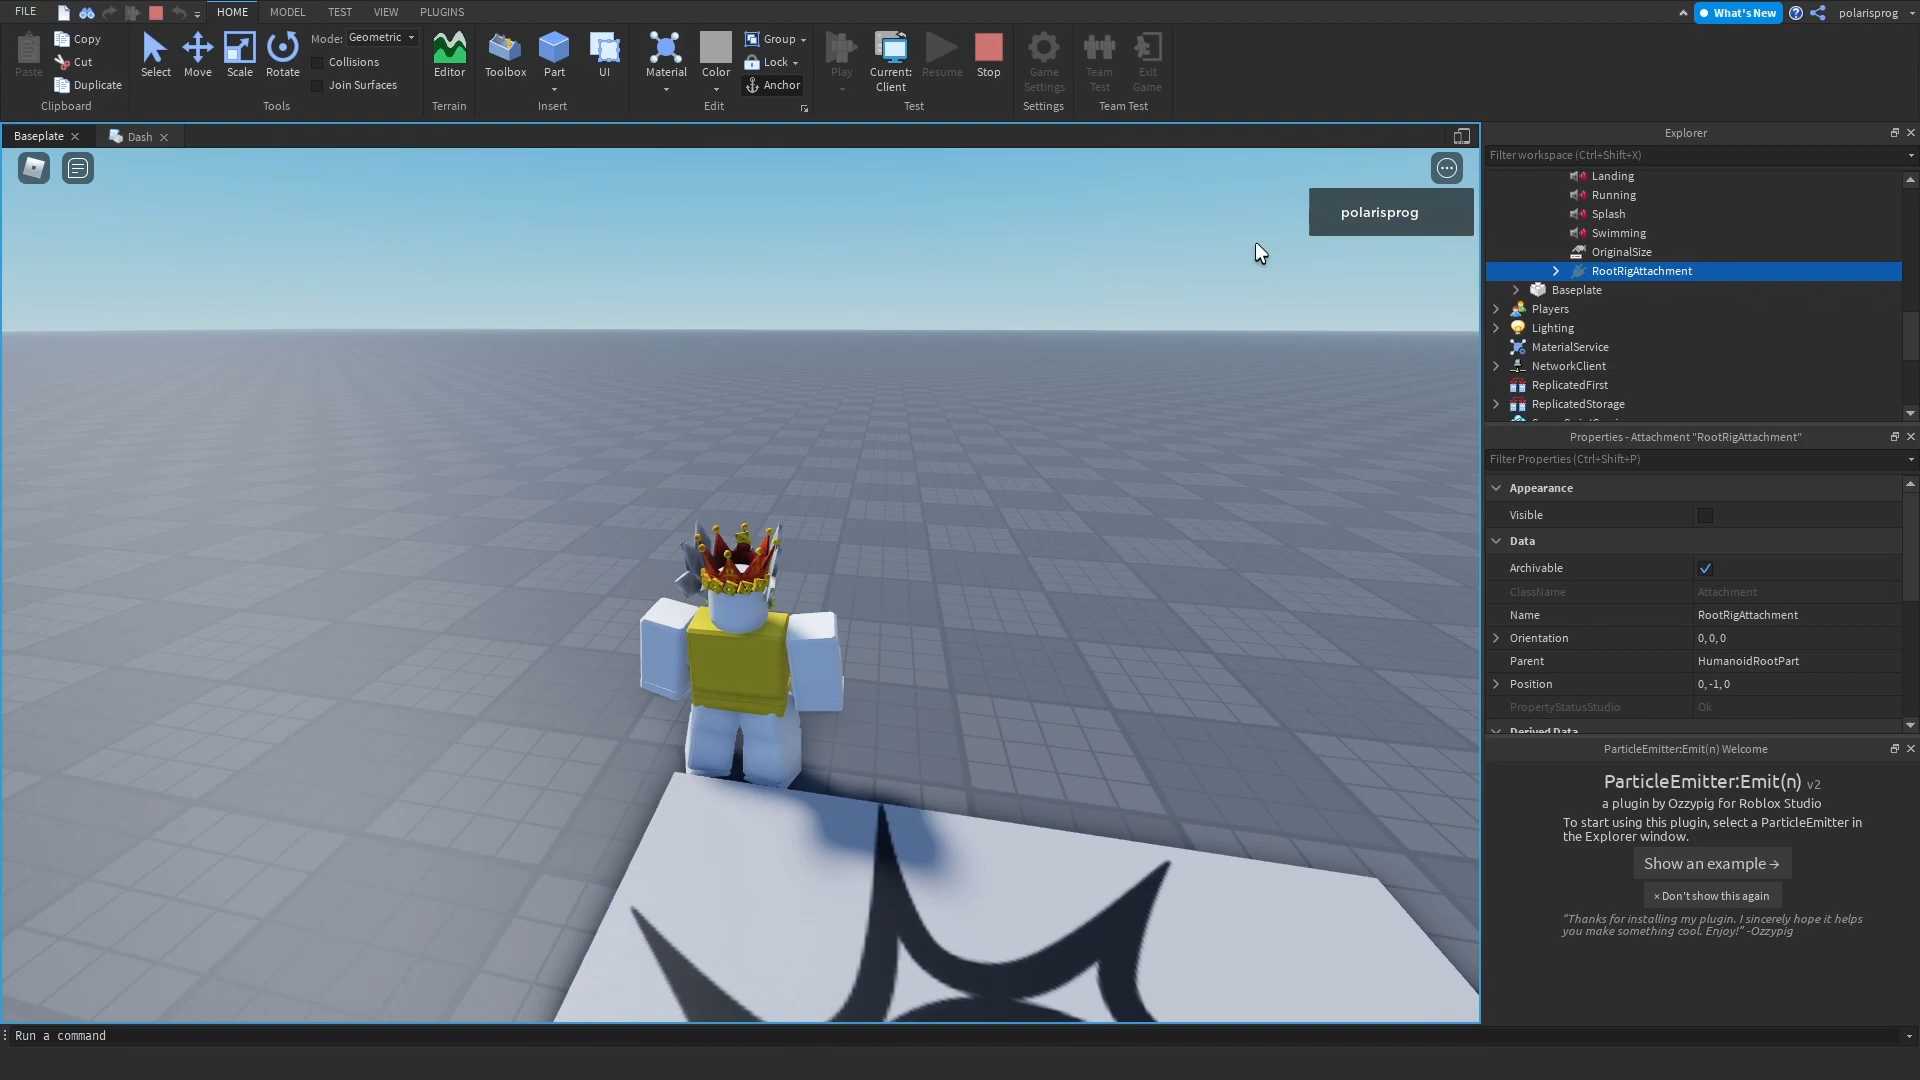 FILE HOME MODEL TEST VIEW PLUGINS What's New polarisprog
Paste Copy Cut Duplicate Clipboard
Select Move Scale Rotate Mode: Geometric Collisions Join Surfaces Tools
Editor Terrain
Toolbox Part UI Insert
Material Color Group Lock Anchor Edit
Play Current: Client Resume Stop Test
Game Settings Settings
Team Test Exit Game Team Test
Baseplate Dash
polarisprog
Explorer
Filter workspace (Ctrl+Shift+X)
Landing
Running
Splash
Swimming
OriginalSize
RootRigAttachment
Baseplate
Players
Lighting
MaterialService
NetworkClient
ReplicatedFirst
ReplicatedStorage
Properties - Attachment "RootRigAttachment"
Filter Properties (Ctrl+Shift+P)
Appearance
Visible
Data
Archivable
ClassName Attachment
Name RootRigAttachment
Orientation 0, 0, 0
Parent HumanoidRootPart
Position 0, -1, 0
PropertyStatusStudio Ok
Derived Data
ParticleEmitter:Emit(n) Welcome
ParticleEmitter:Emit(n) v2
a plugin by Ozzypig for Roblox Studio
To start using this plugin, select a ParticleEmitter in
the Explorer window.
Show an example →
× Don't show this again
"Thanks for installing my plugin. I sincerely hope it helps
you make something cool. Enjoy!" -Ozzypig
Run a command